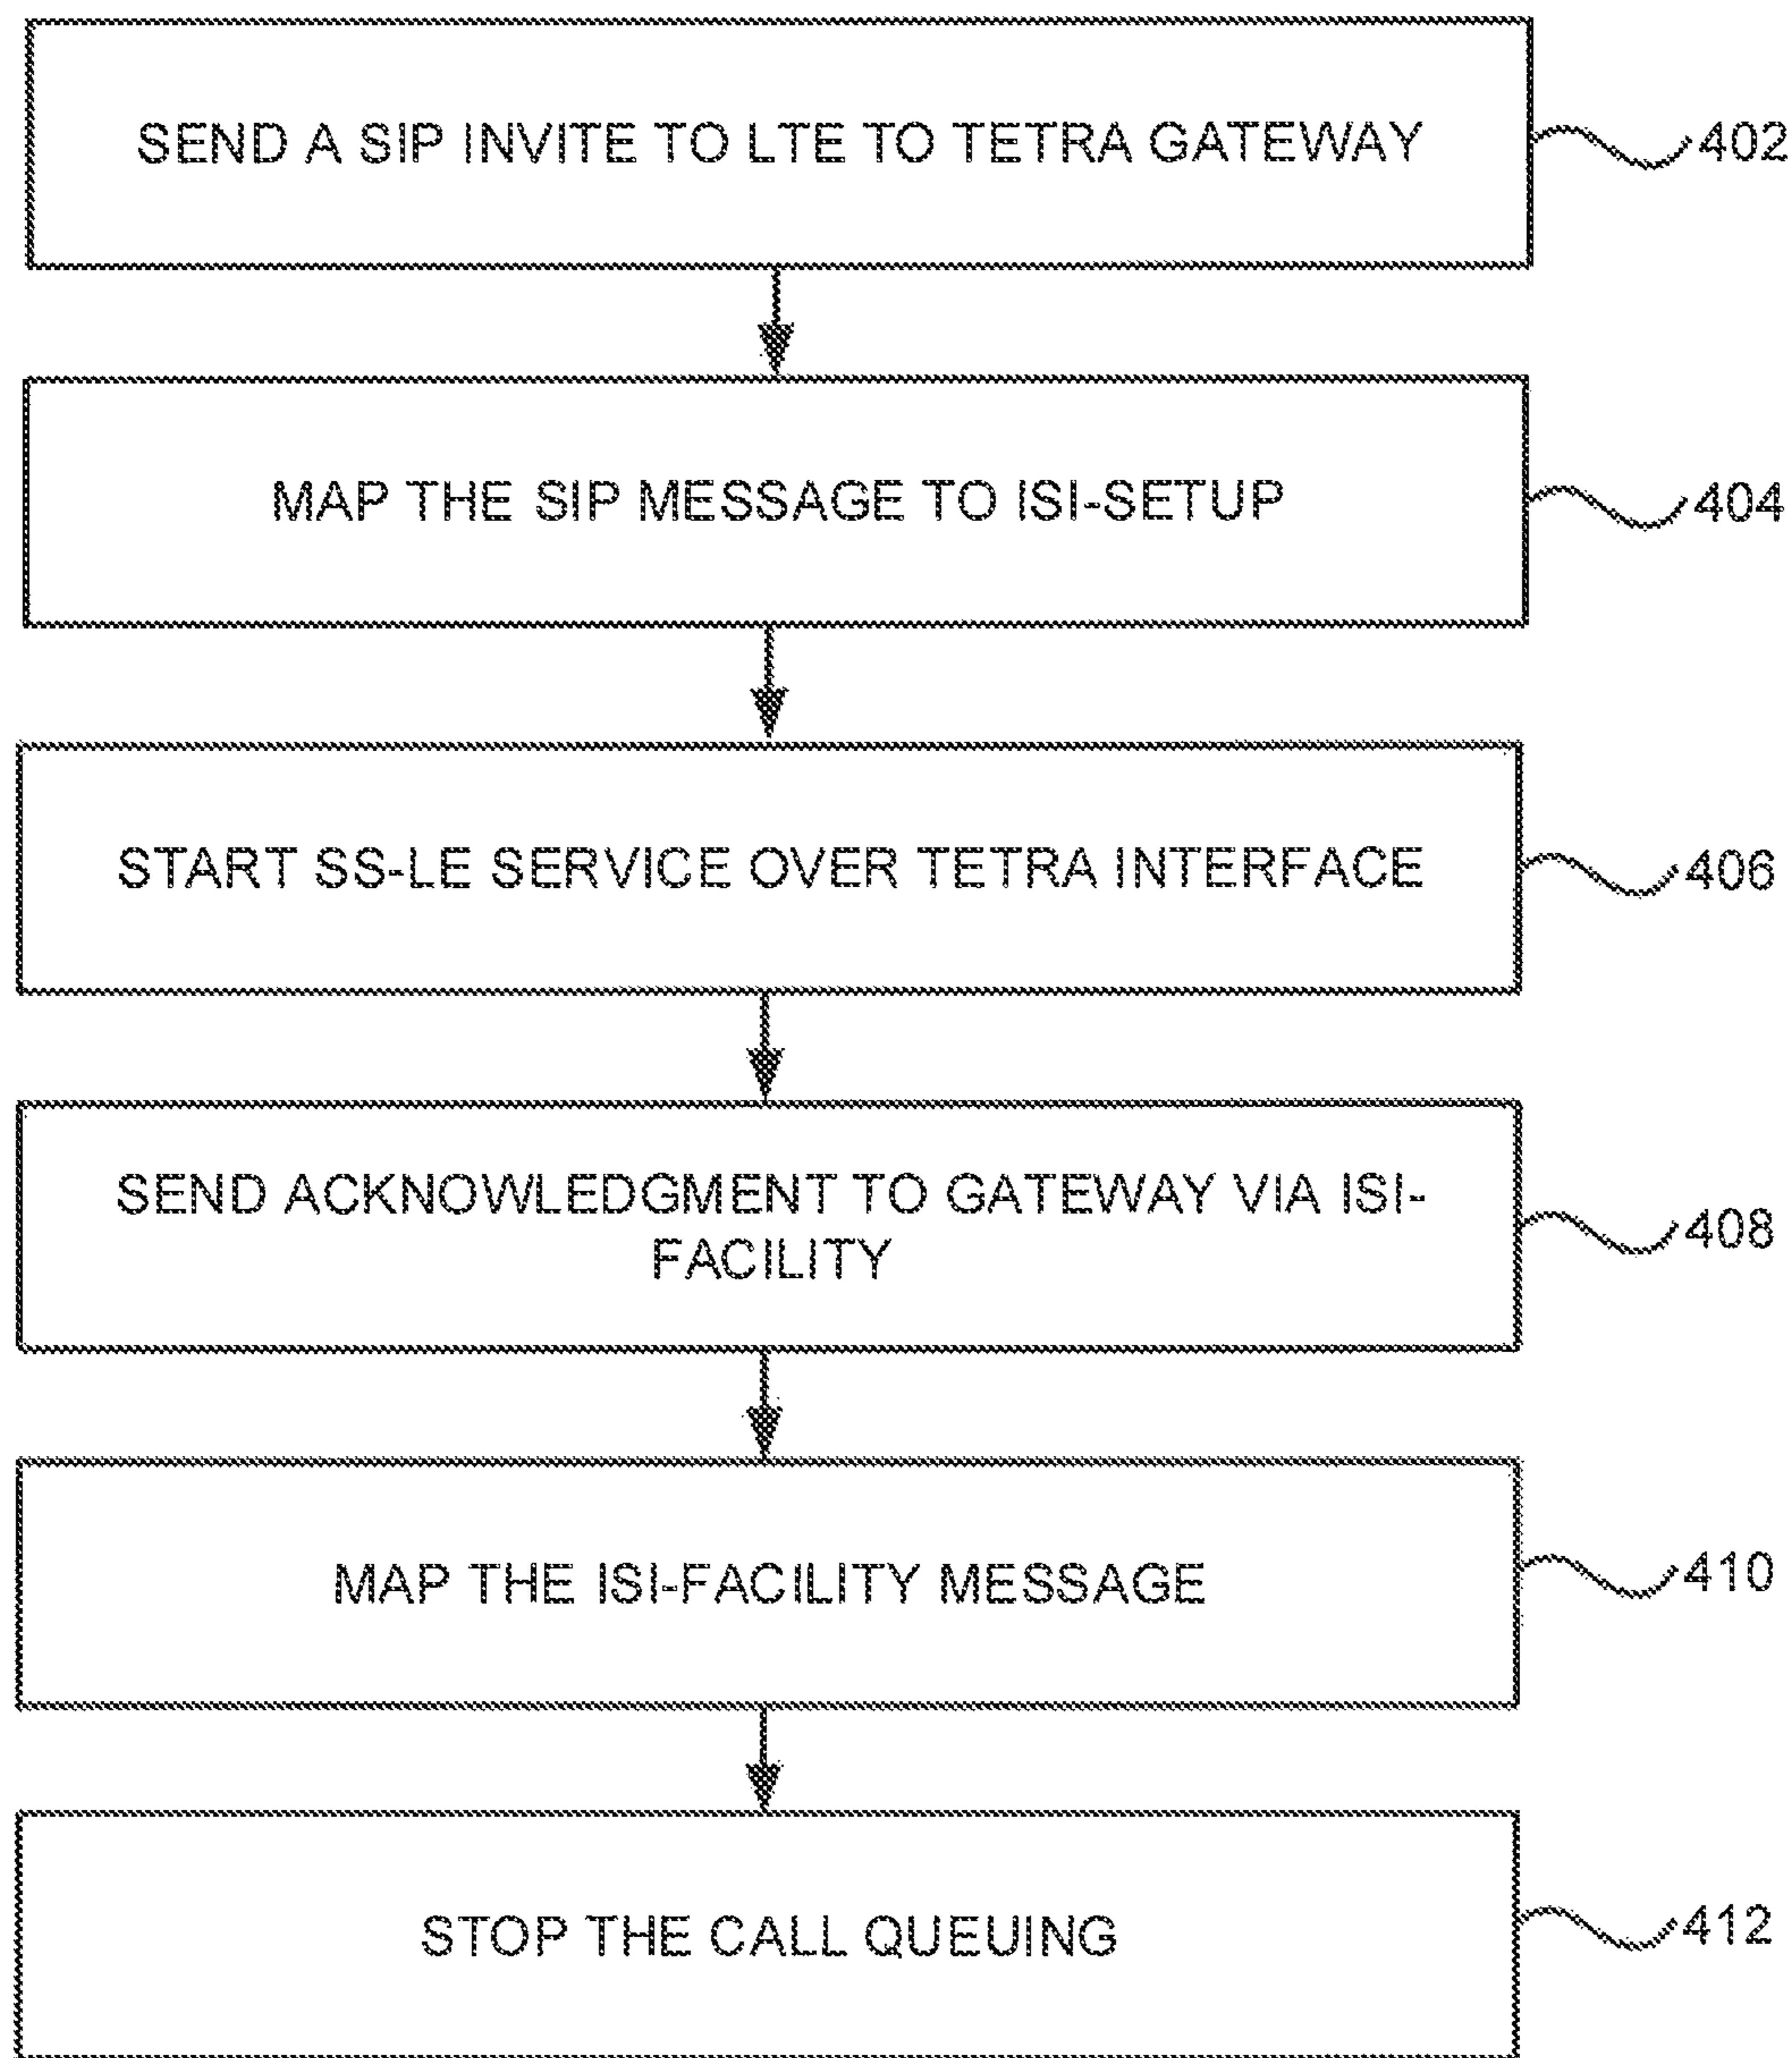 SEND A SIP INVITE TO LTE TO TETRA GATEWAY
402
MAP THE SIP MESSAGE TO ISI-SETUP
404
START SS-LE SERVICE OVER TETRA INTERFACE
406
SEND ACKNOWLEDGMENT TO GATEWAY VIA ISI-
FACILITY
408
MAP THE ISI-FACILITY MESSAGE
410
STOP THE CALL QUEUING
412